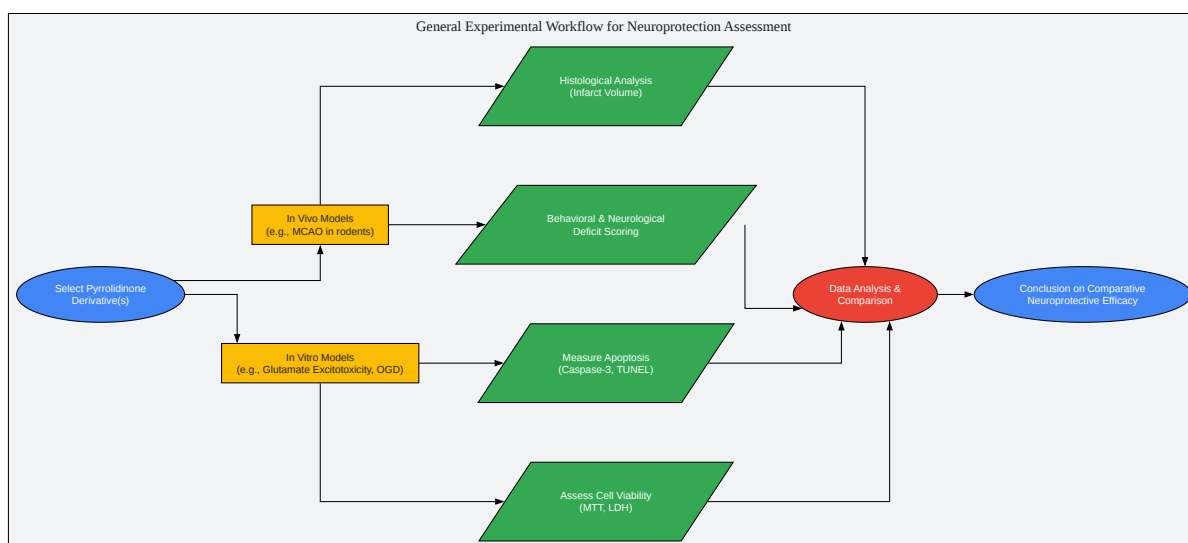 General Experimental Workflow for Neuroprotection Assessment
Histological Analysis
(Infarct Volume)
In Vivo Models
(e.g., MCAO in rodents)
Behavioral & Neurological
Deficit Scoring
Select Pyrrolidinone
Derivative(s)
Data Analysis &
Comparison
Conclusion on Comparative
Neuroprotective Efficacy
In Vitro Models
(e.g., Glutamate Excitotoxicity, OGD)
Measure Apoptosis
(Caspase-3, TUNEL)
Assess Cell Viability
(MTT, LDH)